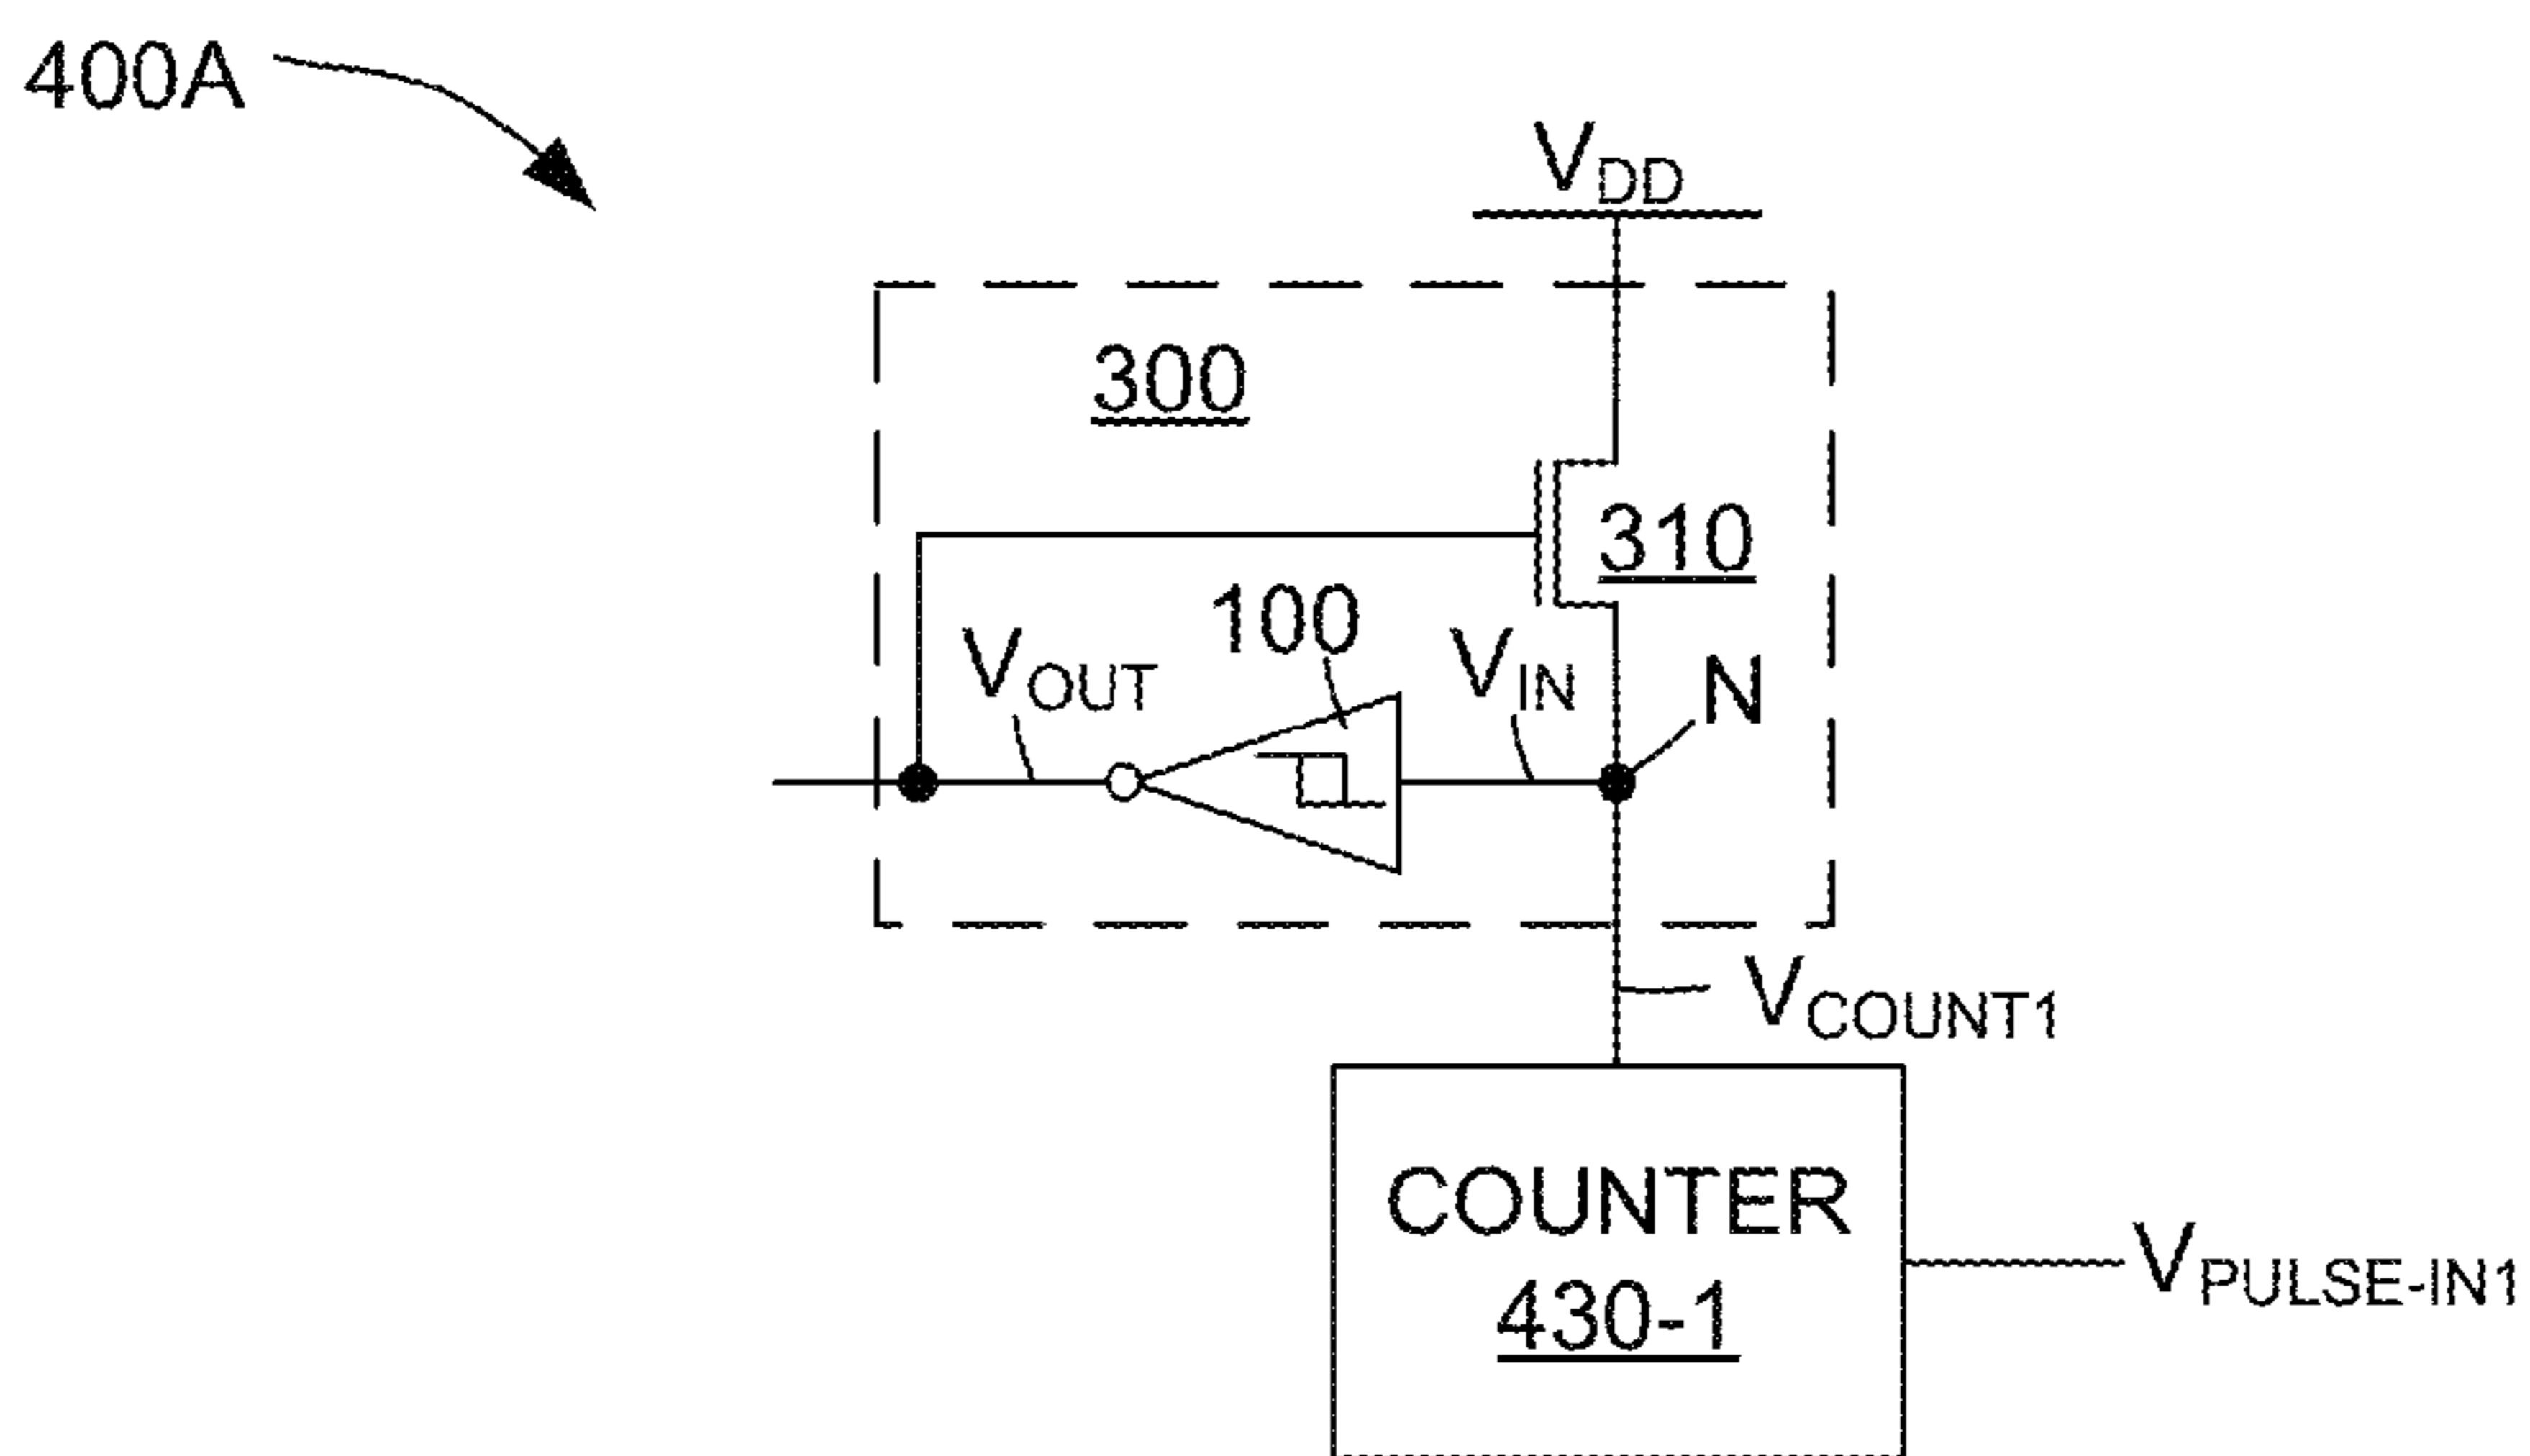 400A
VDD
300
310
100
VOUT
VIN
N
VCOUNT1
COUNTER
430-1
VPULSE-IN1